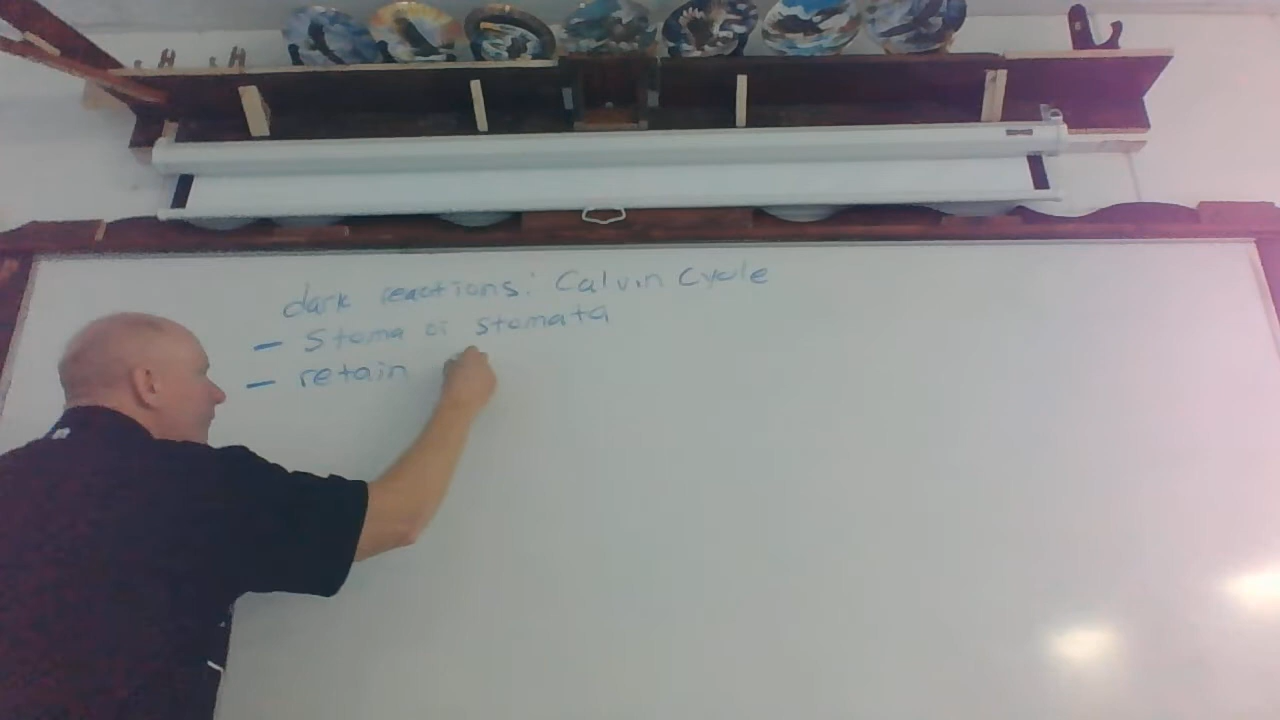 dark reactions: Calvin Cycle
- Stoma or stomata
- retain